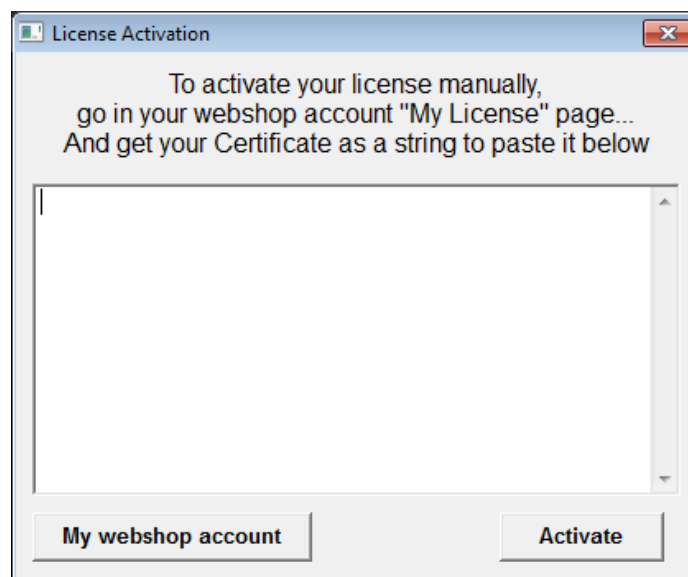 License Activation
To activate your license manually,
go in your webshop account "My License" page...
And get your Certificate as a string to paste it below
My webshop account
Activate